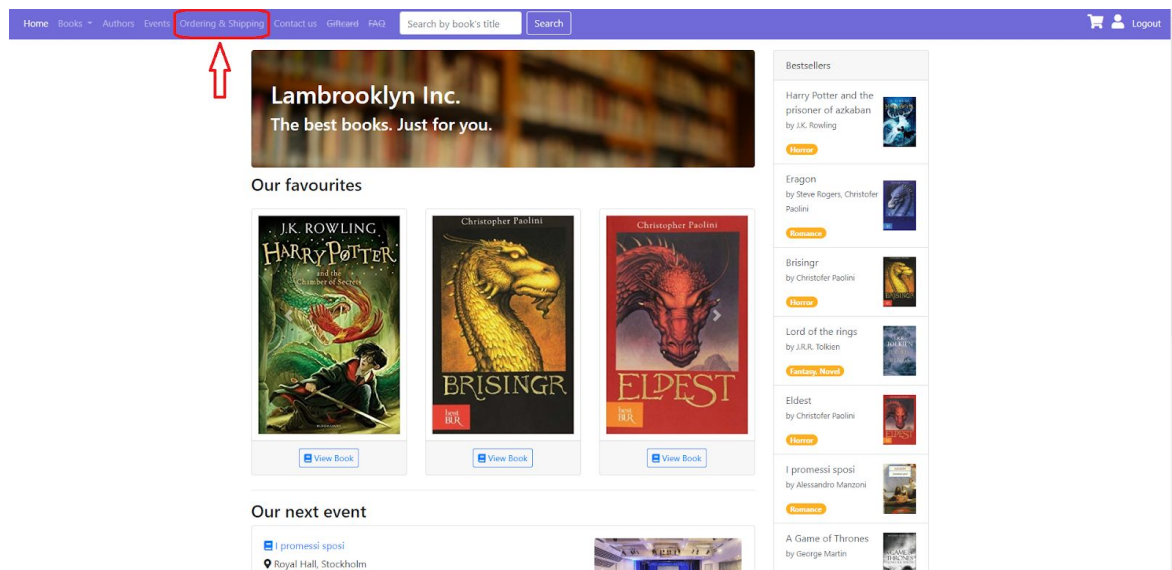 Home Books Authors Events Ordering & Shipping Contact us Giftcard FAQ Search by book's title Search Logout
Lambrooklyn Inc.
The best books. Just for you.
Our favourites
J.K. ROWLING
HARRY POTTER
and the
Chamber of Secrets
Christopher Paolini
BRISINGR
best
BUR
Christopher Paolini
ELDEST
best
BUR
View Book
View Book
View Book
Our next event
I promessi sposi
Royal Hall, Stockholm
Bestsellers
Harry Potter and the
prisoner of azkaban
by J.K. Rowling
Horror
Eragon
by Steve Rogers, Christofer
Paolini
Romance
Brisingr
by Christofer Paolini
Horror
Lord of the rings
by J.R.R. Tolkien
Fantasy, Novel
Eldest
by Christofer Paolini
Horror
I promessi sposi
by Alessandro Manzoni
Romance
A Game of Thrones
by George Martin